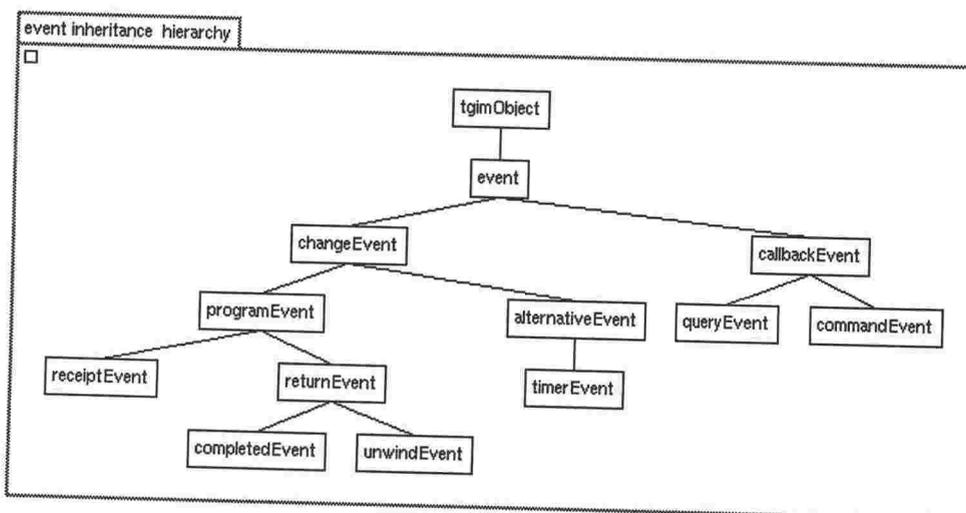 event inheritance hierarchy
tgimObject
event
changeEvent
callbackEvent
programEvent
alternativeEvent
queryEvent
commandEvent
receiptEvent
returnEvent
timerEvent
completedEvent
unwindEvent